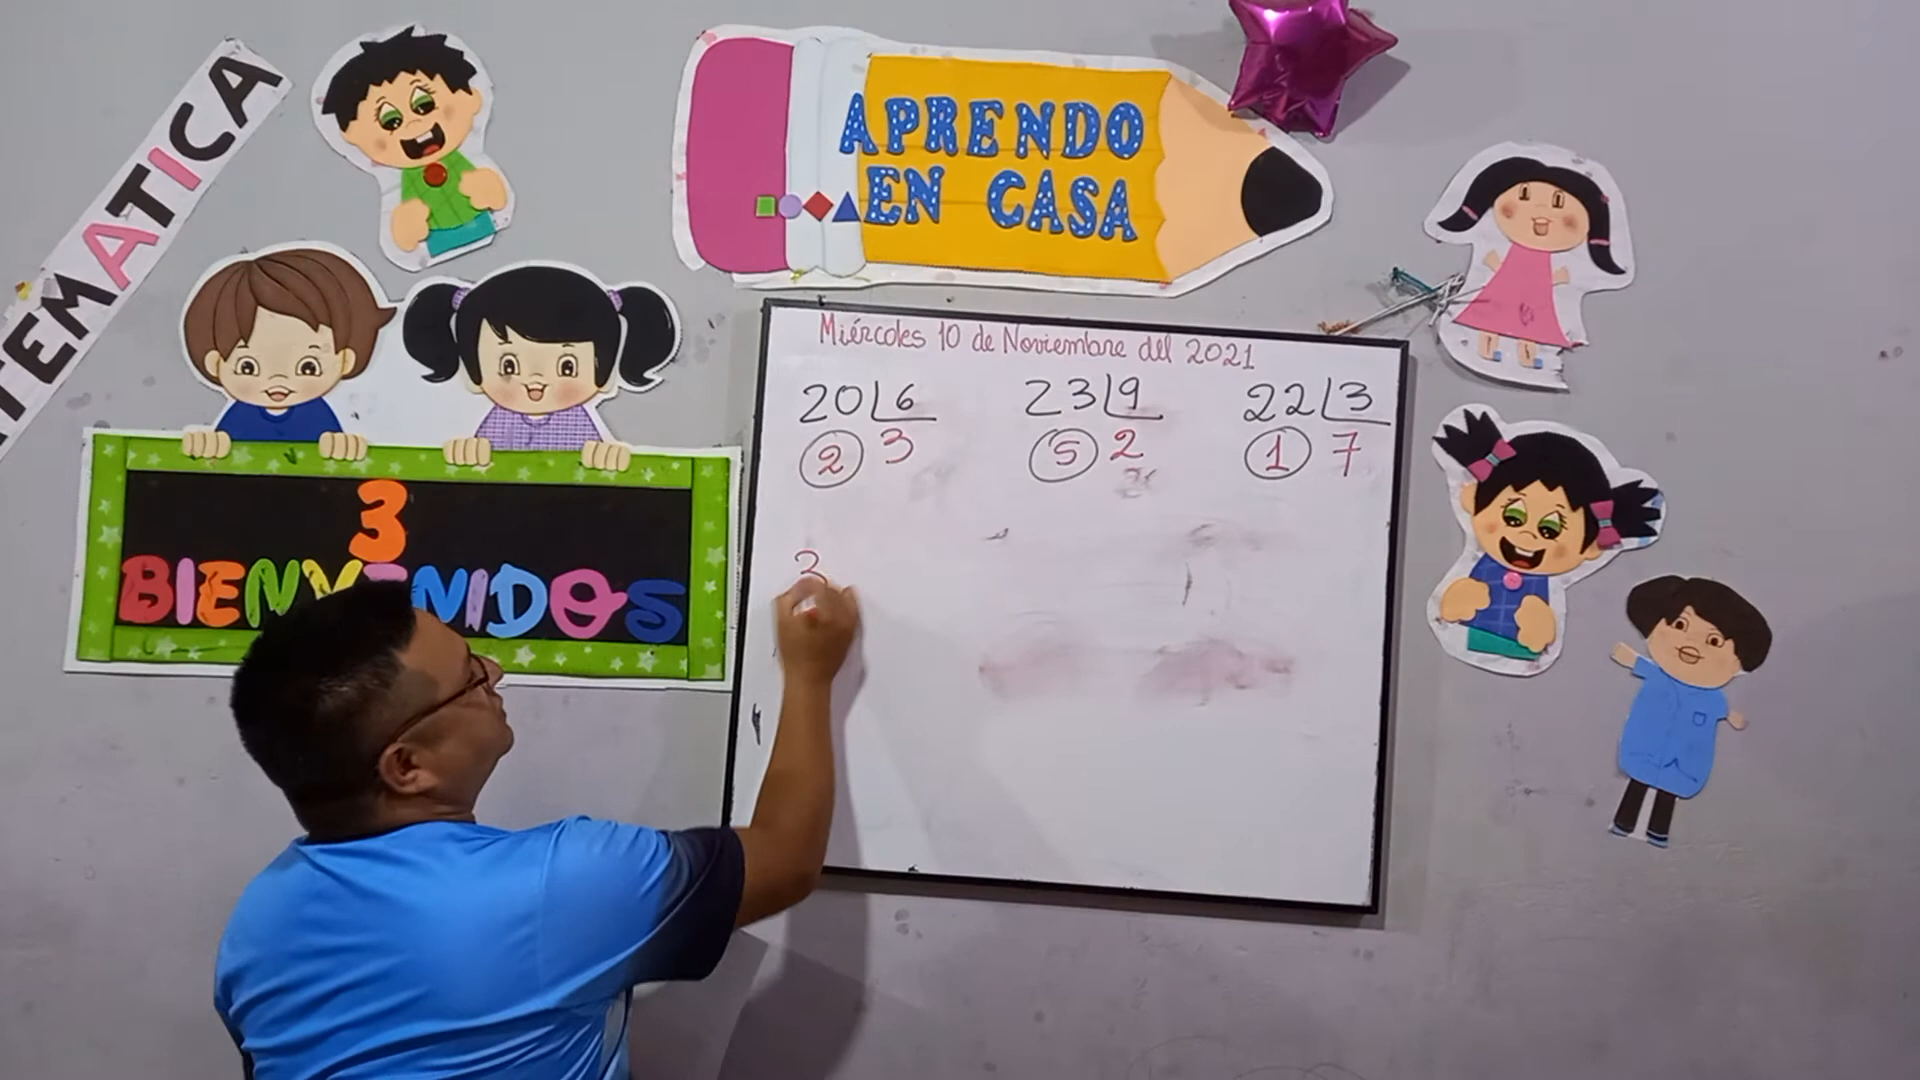 TEMATICA
APRENDO
EN CASA
3
BIENVENIDOS
Miércoles 10 de Noviembre del 2021
20 6
2 3
23 9
5 2
22 3
1 7
3